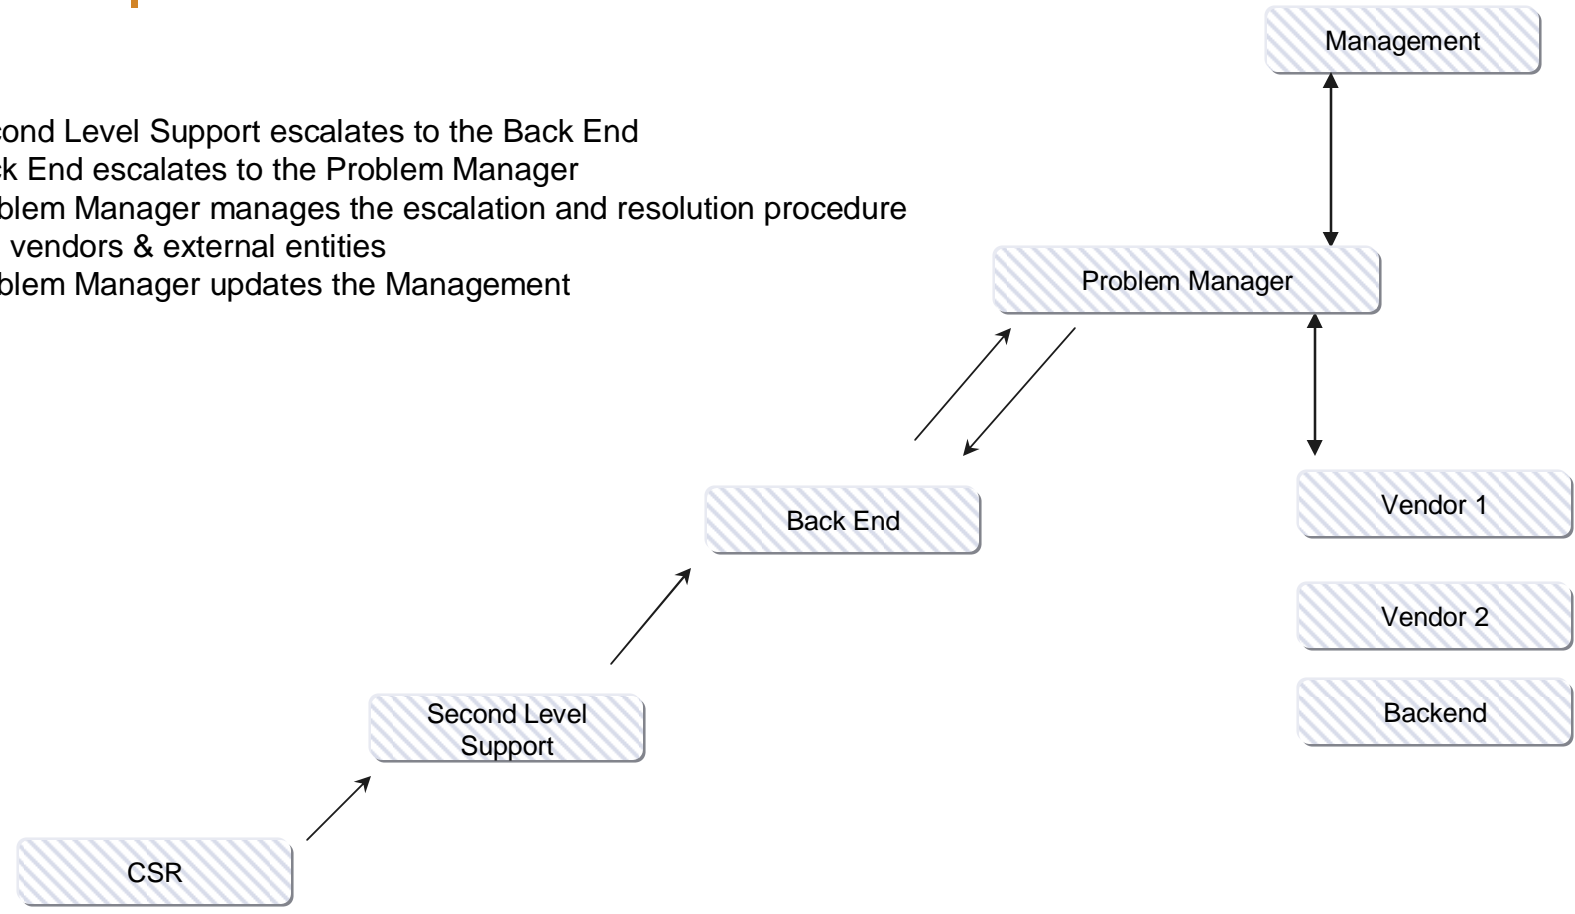 cond Level Support escalates to the Back End
ck End escalates to the Problem Manager
blem Manager manages the escalation and resolution procedure
vendors & external entities
blem Manager updates the Management
Management
Problem Manager
Back End
Vendor 1
Vendor 2
Second Level
Support
Backend
CSR